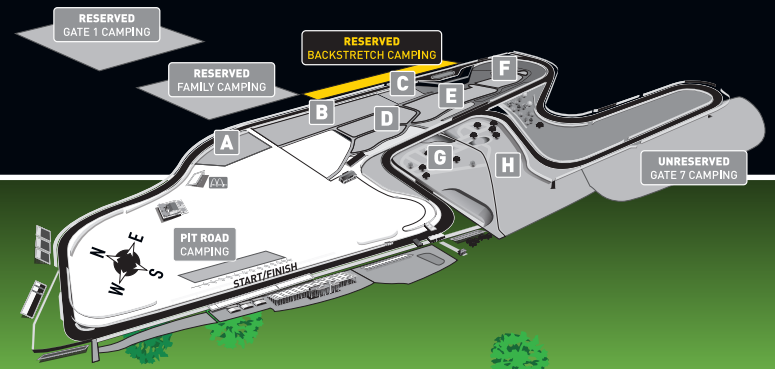 RESERVED
GATE 1 CAMPING
RESERVED
BACKSTRETCH CAMPING
RESERVED
FAMILY CAMPING
F
C
E
B
D
A
G
H
UNRESERVED
GATE 7 CAMPING
PIT ROAD
CAMPING
N
E
W
S
START/FINISH